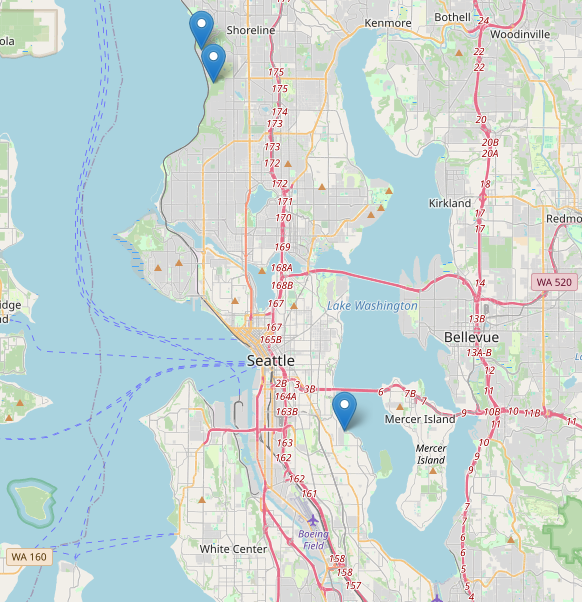 Bothell
Shoreline
Kenmore
24
Woodinville
ola
22
22
175
175
174
20
173
20B
173
20A
172
172
18
171
Kirkland
17
170
17
Redmo
169
168A
14
WA 520
168B
167
Lake Washington
idge
nd
13B
167
Bellevue
165B
13A-B
Seattle
12
2B
3
3B
6
7B
11
164A
7
9
10B
10
11B
163B
Mercer Island
11
163
10
162
Mercer
Island
9
162
161
7
Boeing
Field
7
White Center
6
WA 160
158
6
158
5
157
5
4